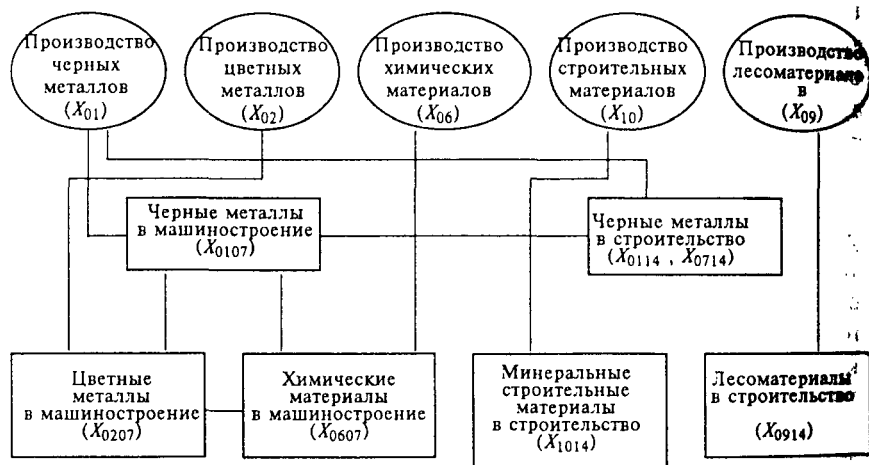 Производство
черных
металлов
(X01)
Производство
цветных
металлов
(X02)
Производство
химических
материалов
(X06)
Производство
строительных
материалов
(X10)
Производство
лесоматериало
в
(X09)
Черные металлы
в машиностроение
(X0107)
Черные металлы
в строительство
(X0114 , X0714)
Цветные
металлы
в машиностроение
(X0207)
Химические
материалы
в машиностроение
(X0607)
Минеральные
строительные
материалы
в строительство
(X1014)
Лесоматериалы
в строительство
(X0914)